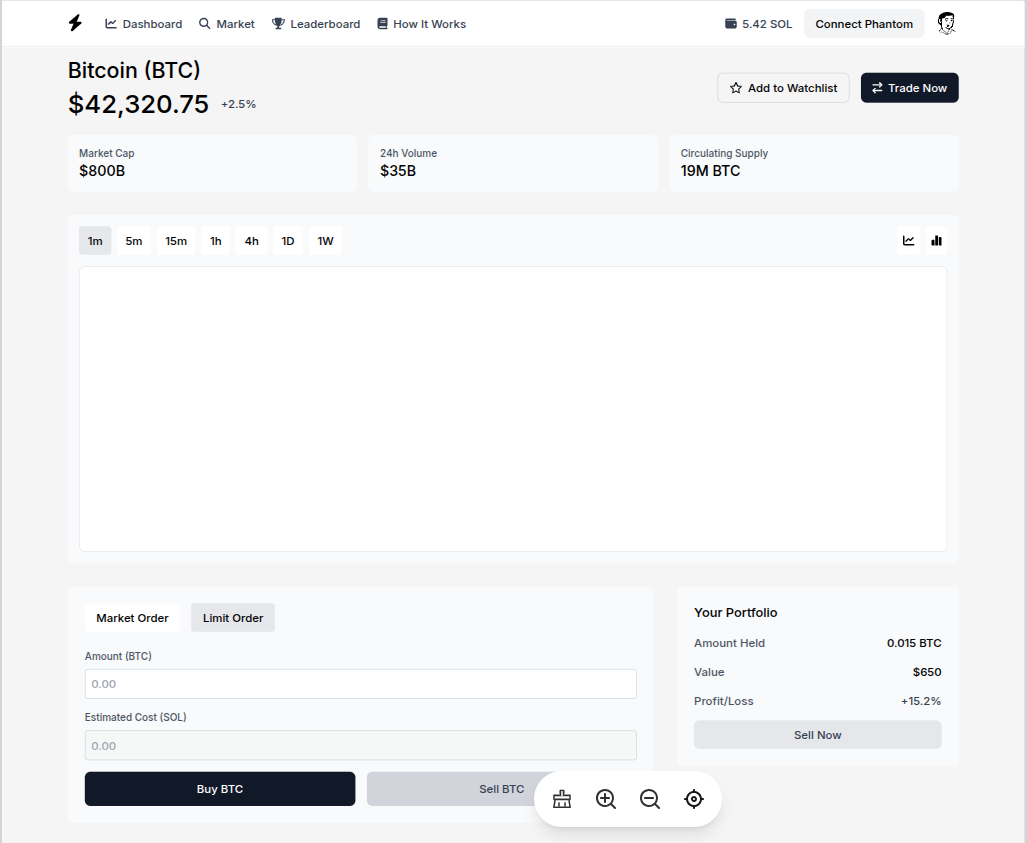 Dashboard Market Leaderboard How It Works 5.42 SOL Connect Phantom
Bitcoin (BTC)
$42,320.75 +2.5%
Add to Watchlist Trade Now
Market Cap 24h Volume Circulating Supply
$800B $35B 19M BTC
1m 5m 15m 1h 4h 1D 1W
Market Order Limit Order
Amount (BTC)
0.00
Estimated Cost (SOL)
0.00
Buy BTC Sell BTC
Your Portfolio
Amount Held 0.015 BTC
Value $650
Profit/Loss +15.2%
Sell Now